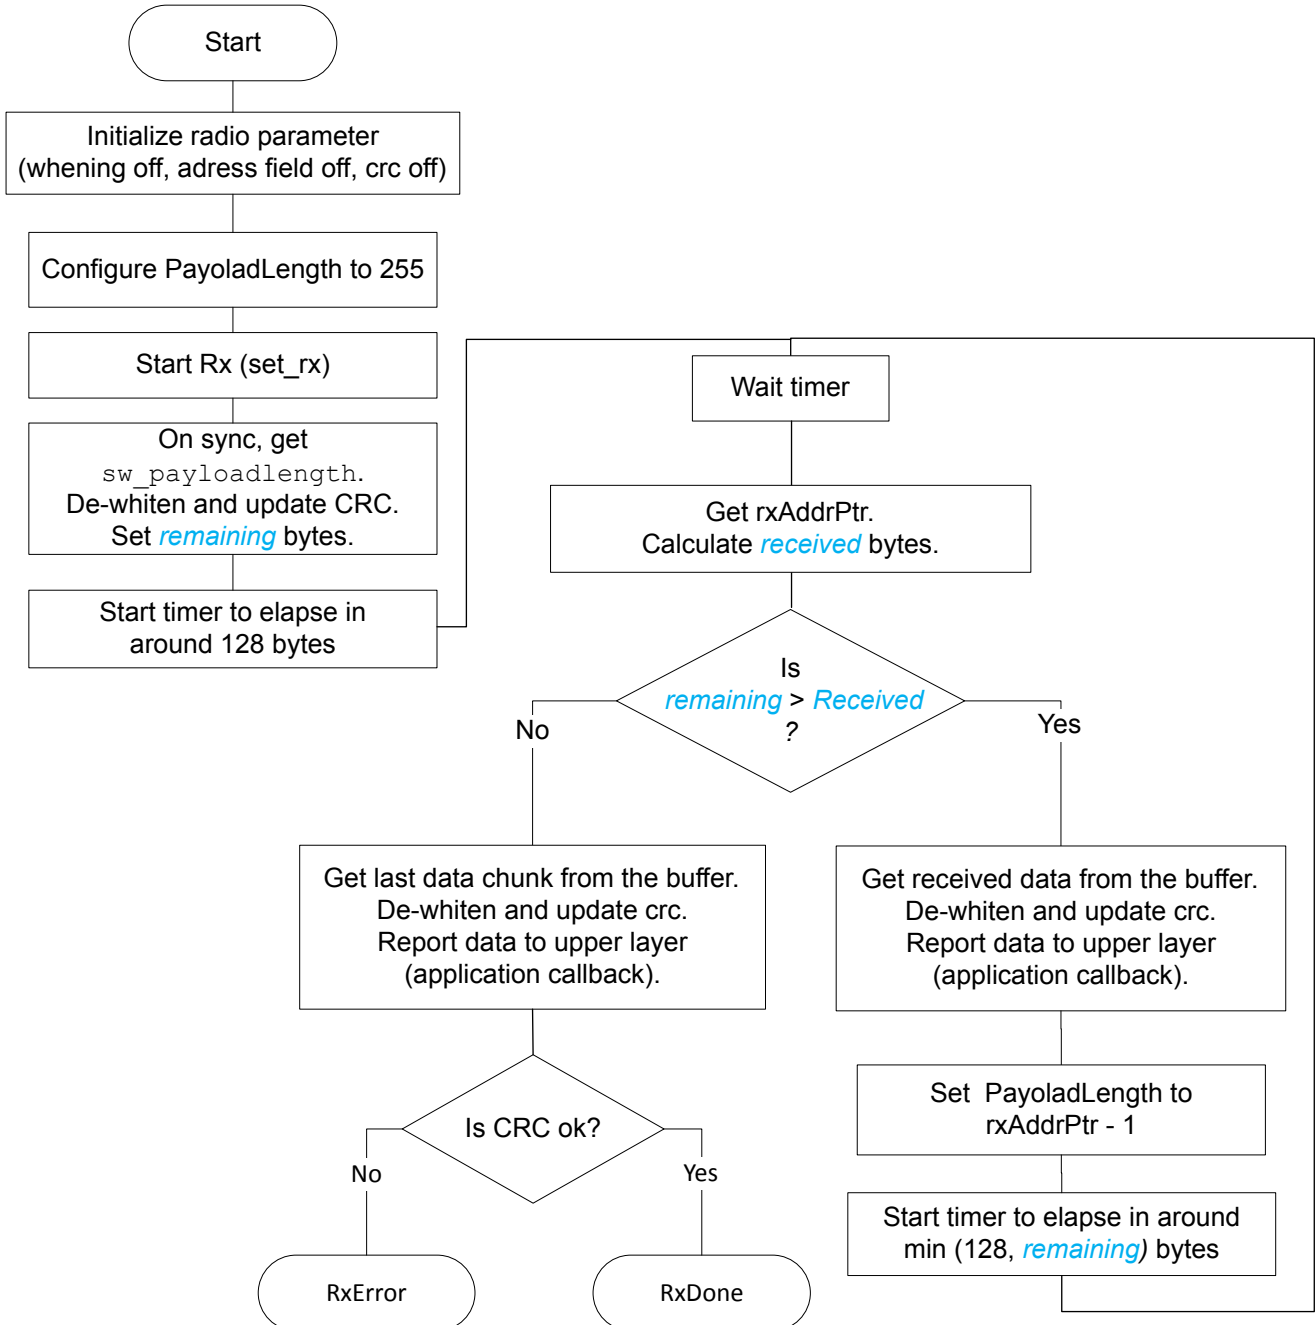 Start
Initialize radio parameter
(whening off, adress field off, crc off)
Configure PayoladLength to 255
Start Rx (set_rx)
On sync, get
sw_payloadlength.
De-whiten and update CRC.
Set remaining bytes.
Start timer to elapse in
around 128 bytes
Wait timer
Get rxAddrPtr.
Calculate received bytes.
Is
remaining > Received
?
No
Yes
Get last data chunk from the buffer.
De-whiten and update crc.
Report data to upper layer
(application callback).
Get received data from the buffer.
De-whiten and update crc.
Report data to upper layer
(application callback).
Is CRC ok?
No
Yes
Set PayoladLength to
rxAddrPtr - 1
Start timer to elapse in around
min (128, remaining) bytes
RxError
RxDone